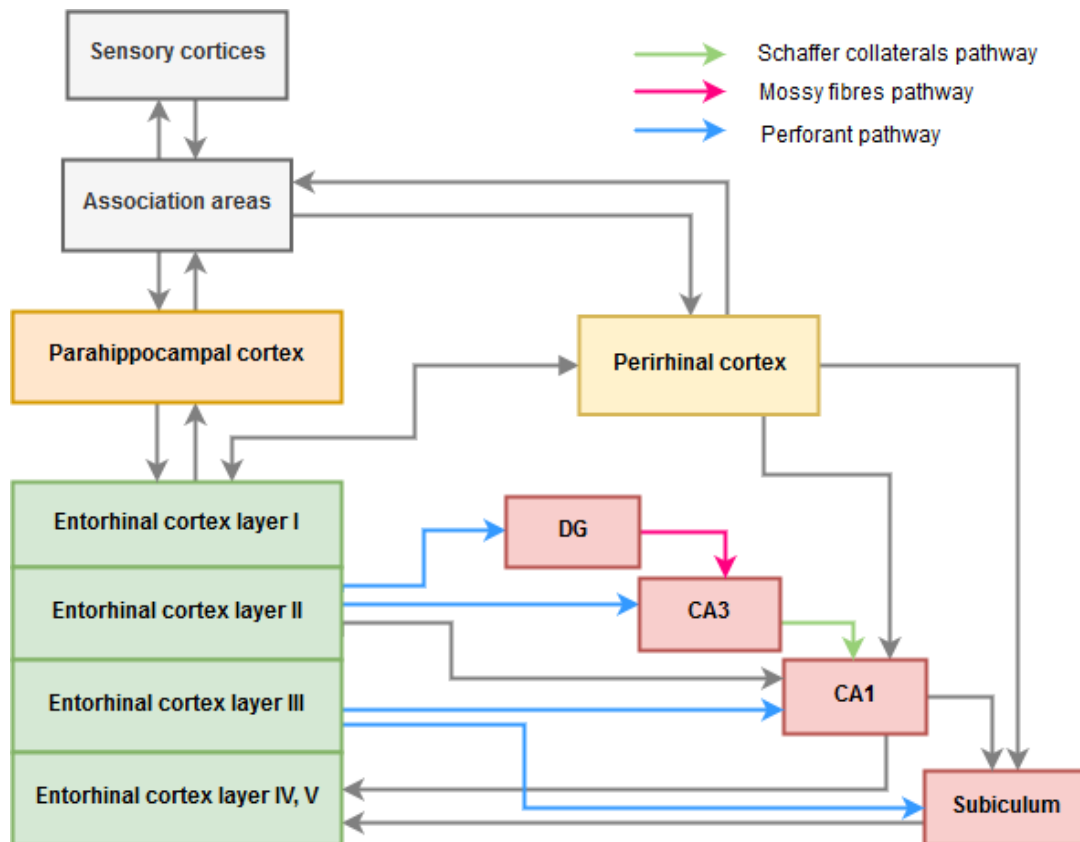 Sensory cortices
Schaffer collaterals pathway
Mossy fibres pathway
Perforant pathway
Association areas
Parahippocampal cortex
Perirhinal cortex
Entorhinal cortex layer I
DG
Entorhinal cortex layer II
CA3
Entorhinal cortex layer III
CA1
Entorhinal cortex layer IV, V
Subiculum